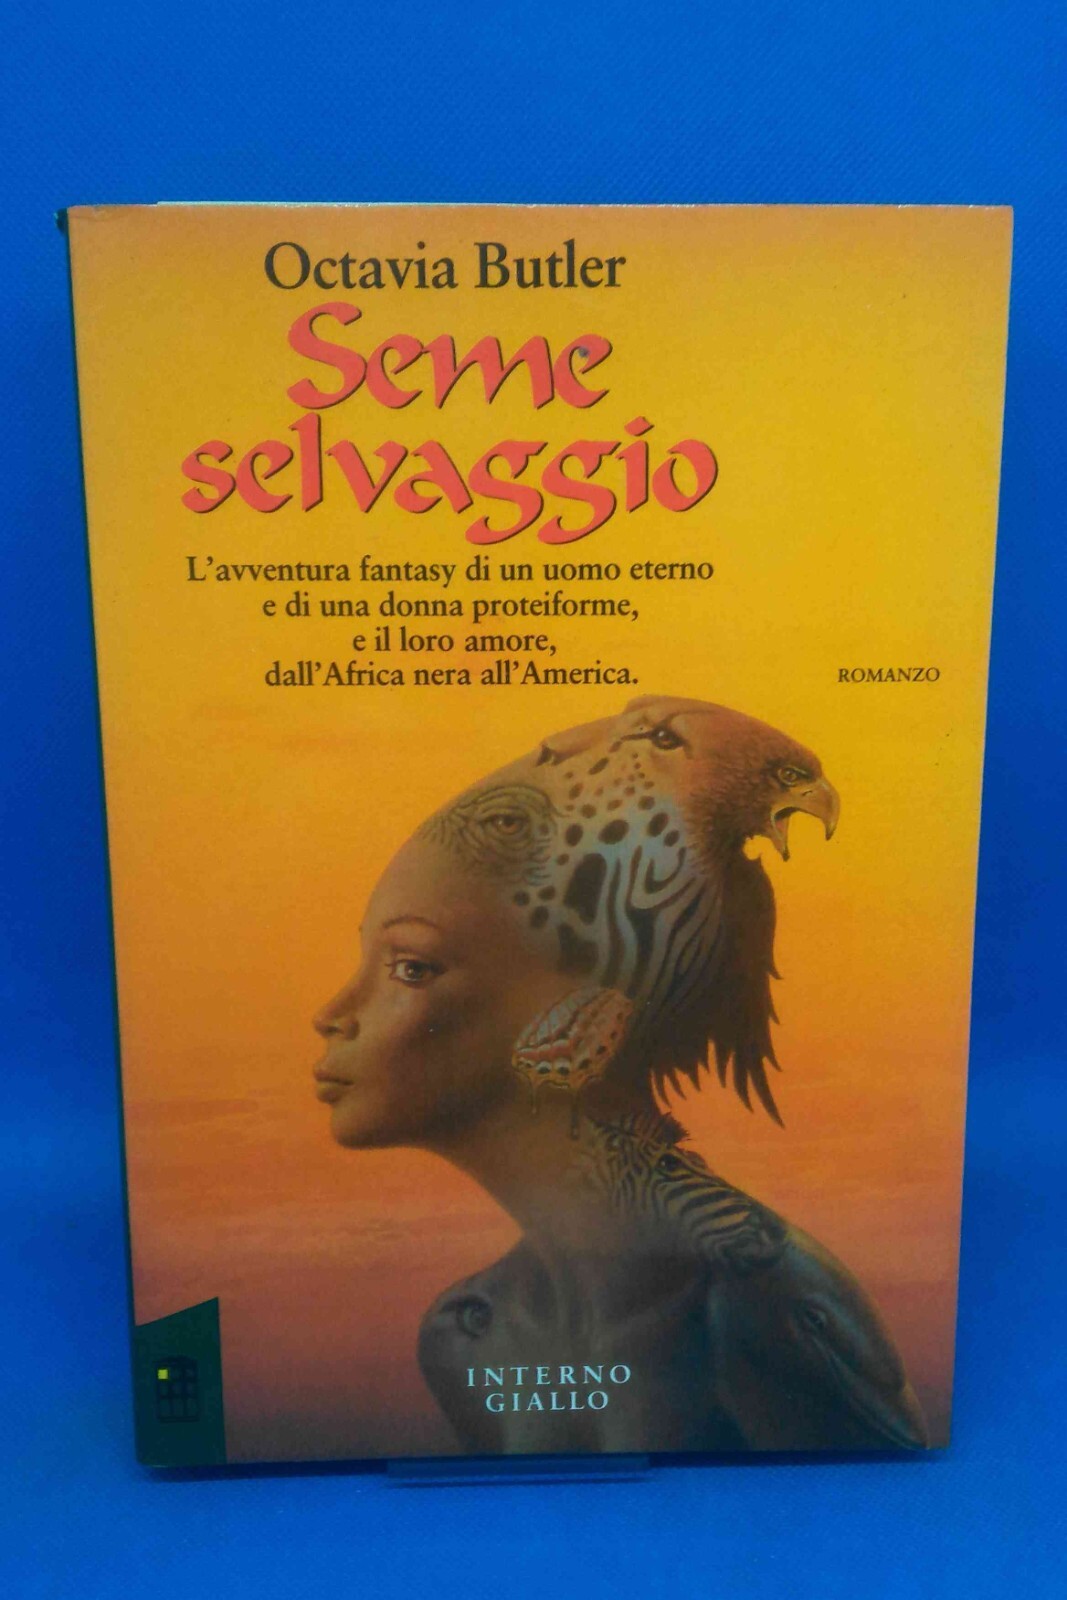 Octavia Butler
Seme
selvaggio
L'avventura fantasy di un uomo eterno
e di una donna proteiforme,
e il loro amore,
dall'Africa nera all'America.
ROMANZO
INTERNO
GIALLO